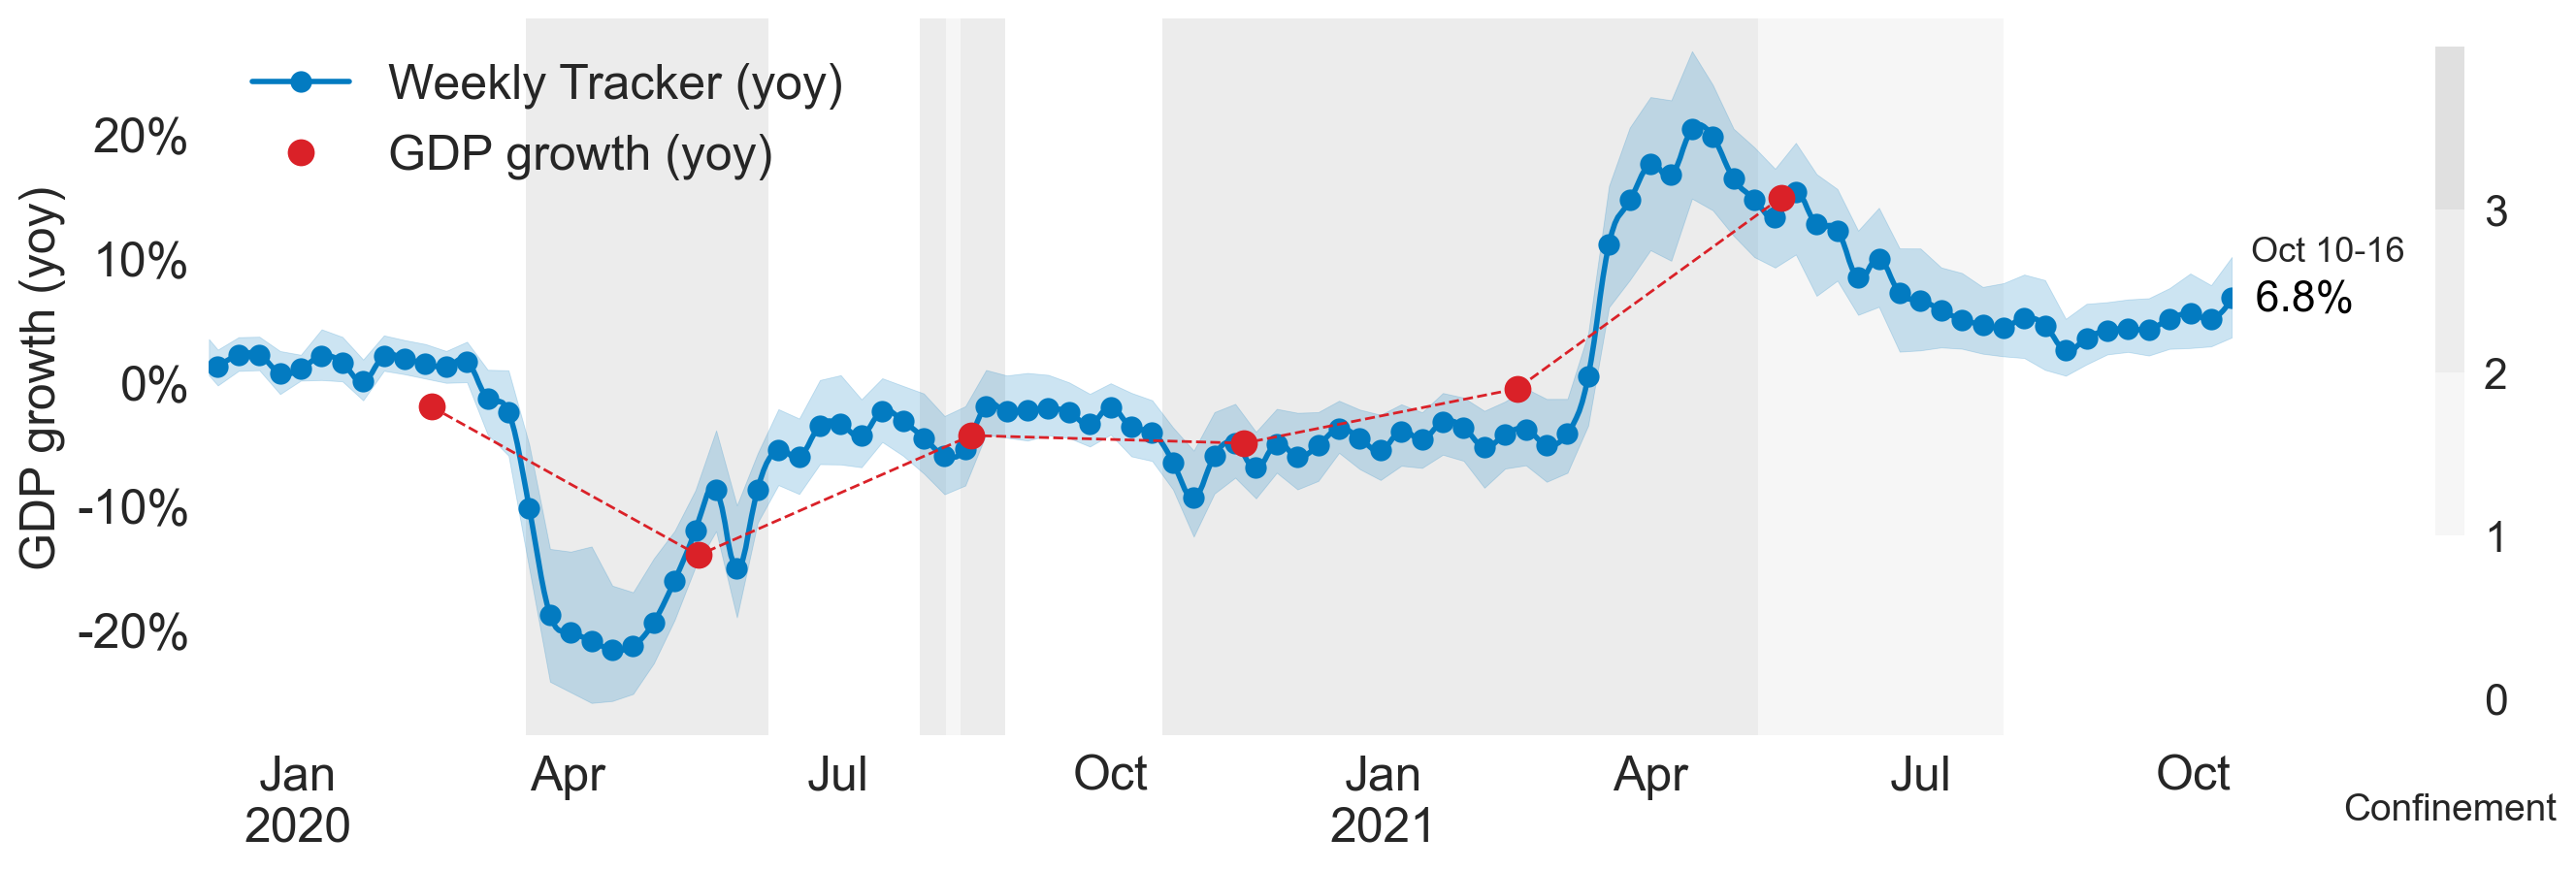 Weekly Tracker (yoy)
GDP growth (yoy)
GDP growth (yoy)
20%
10%
0%
-10%
-20%
Oct 10-16
6.8%
3
2
1
0
Jan Apr Jul Oct Jan Apr Jul Oct
2020 2021
Confinement